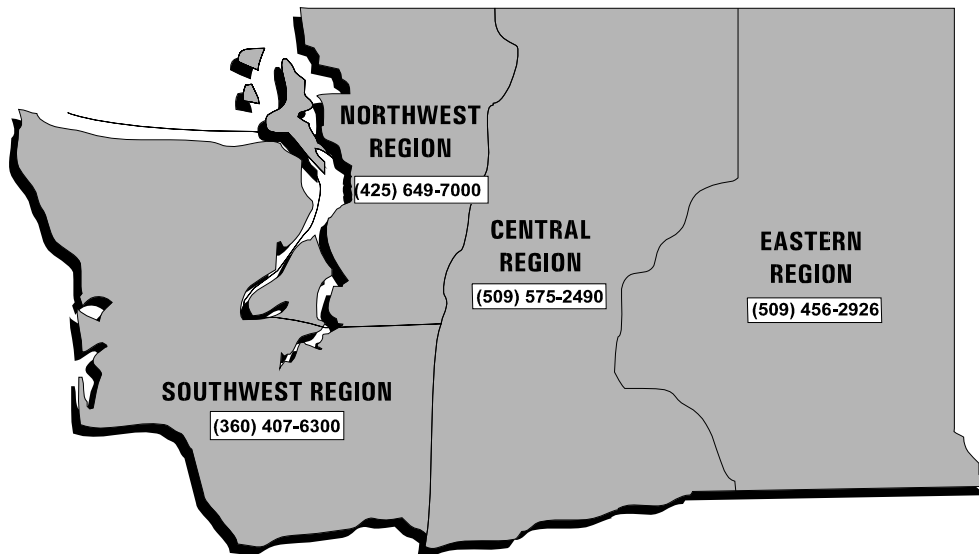 NORTHWEST
REGION
(425) 649-7000
CENTRAL
REGION
(509) 575-2490
EASTERN
REGION
(509) 456-2926
SOUTHWEST REGION
(360) 407-6300